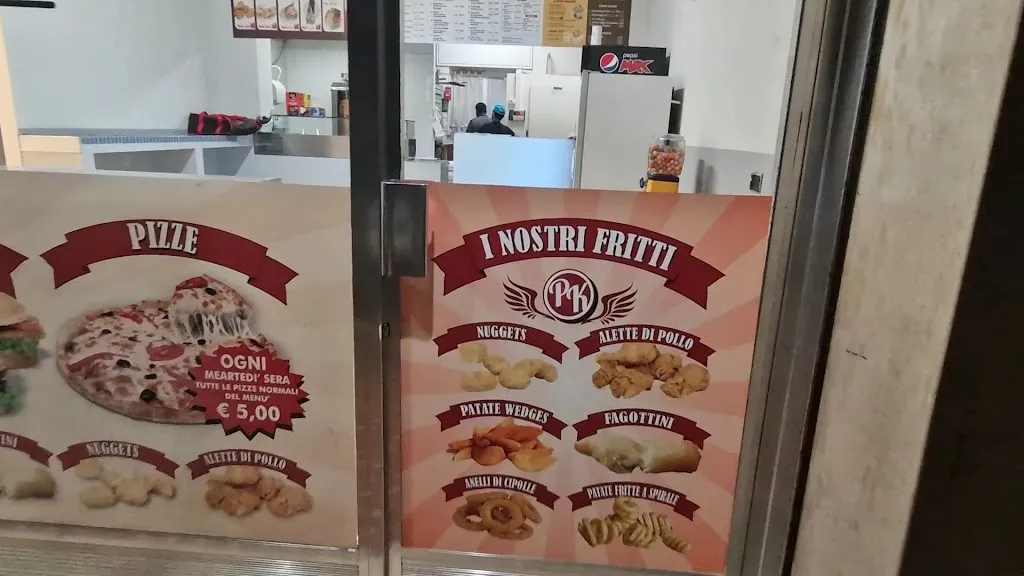 pepsi
MAX
PIZZE
OGNI
MEARTEDI' SERA
TUTTE LE PIZZE NORMALI
DEL MENU'
€ 5,00
NUGGETS
ALETTE DI POLLO
I NOSTRI FRITTI
PK
NUGGETS
ALETTE DI POLLO
PATATE WEDGES
FAGOTTINI
ANELLI DI CIPOLLE
PATATE FRITTE A SPIRALE